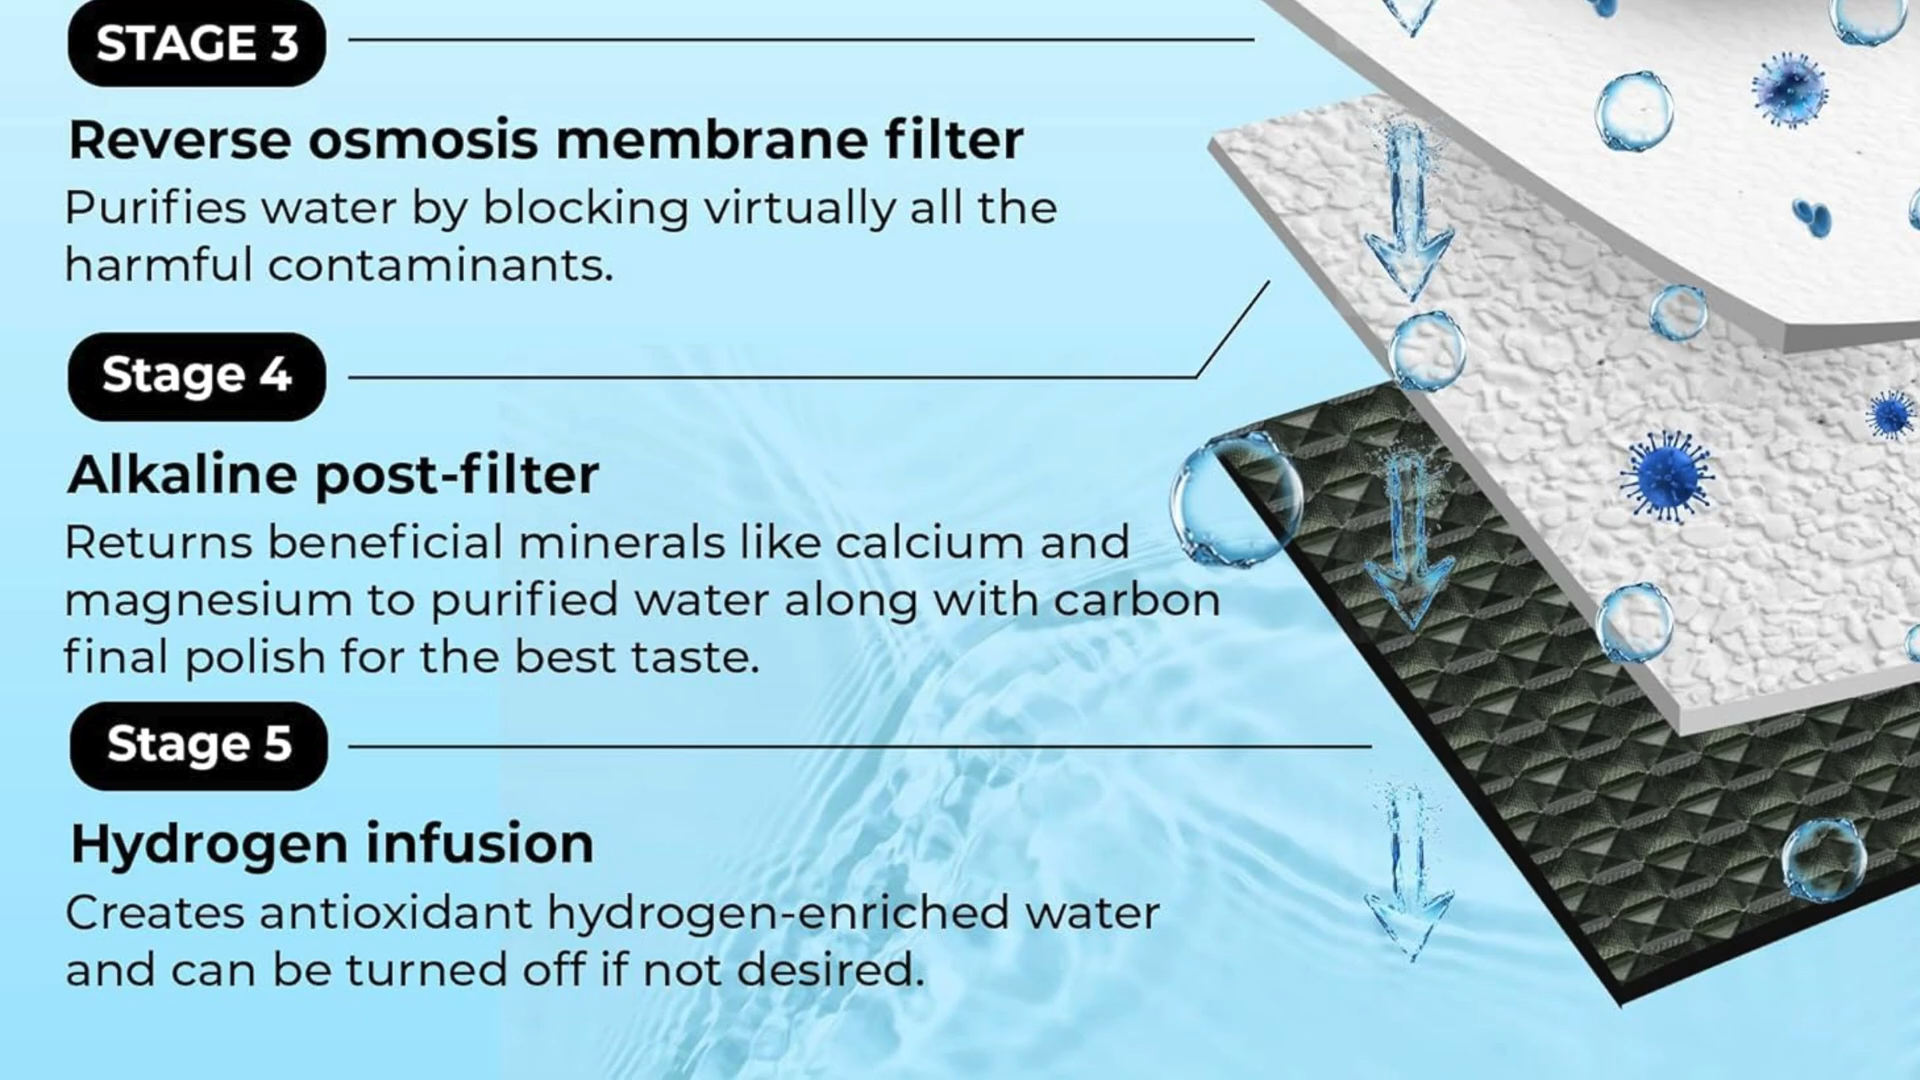 STAGE 3
Reverse osmosis membrane filter
Purifies water by blocking virtually all the
harmful contaminants.
Stage 4
Alkaline post-filter
Returns beneficial minerals like calcium and
magnesium to purified water along with carbon
final polish for the best taste.
Stage 5
Hydrogen infusion
Creates antioxidant hydrogen-enriched water
and can be turned off if not desired.